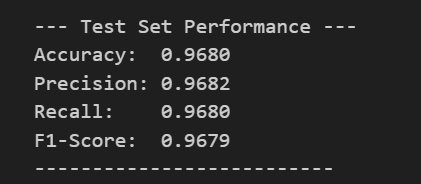 --- Test Set Performance ---
Accuracy:  0.9680
Precision: 0.9682
Recall:    0.9680
F1-Score:  0.9679
--------------------------